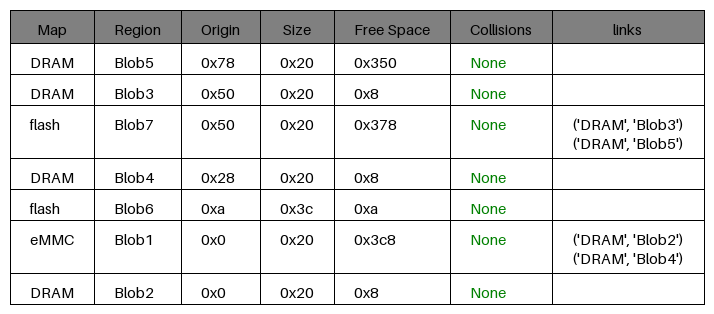 Map Region Origin Size Free Space Collisions links
DRAM Blob5 0x78 0x20 0x350 None
DRAM Blob3 0x50 0x20 0x8 None
flash Blob7 0x50 0x20 0x378 None ('DRAM', 'Blob3')
('DRAM', 'Blob5')
DRAM Blob4 0x28 0x20 0x8 None
flash Blob6 0xa 0x3c 0xa None
eMMC Blob1 0x0 0x20 0x3c8 None ('DRAM', 'Blob2')
('DRAM', 'Blob4')
DRAM Blob2 0x0 0x20 0x8 None